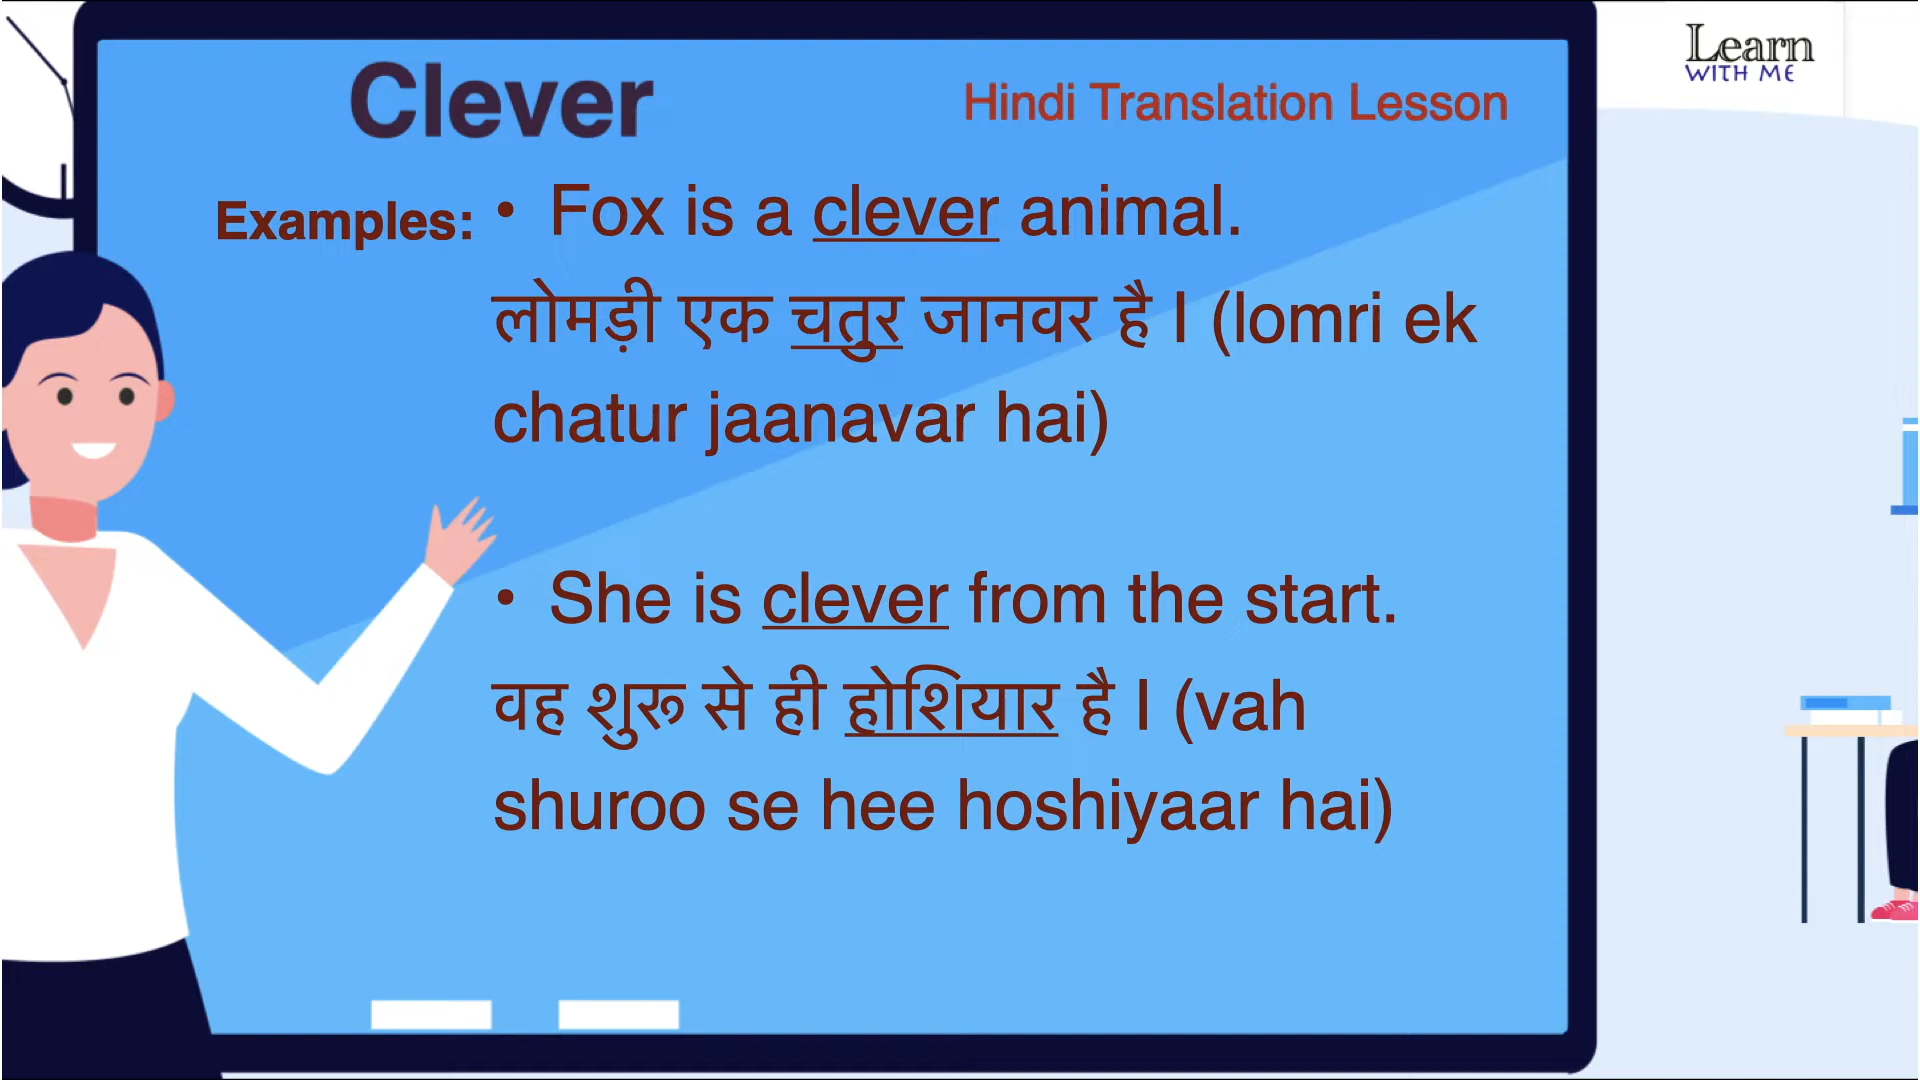 Learn
WITH ME
Clever
Hindi Translation Lesson
Examples: • Fox is a clever animal.
लोमड़ी एक चतुर जानवर है I (lomri ek
chatur jaanavar hai)
• She is clever from the start.
वह शुरू से ही होशियार है I (vah
shuroo se hee hoshiyaar hai)